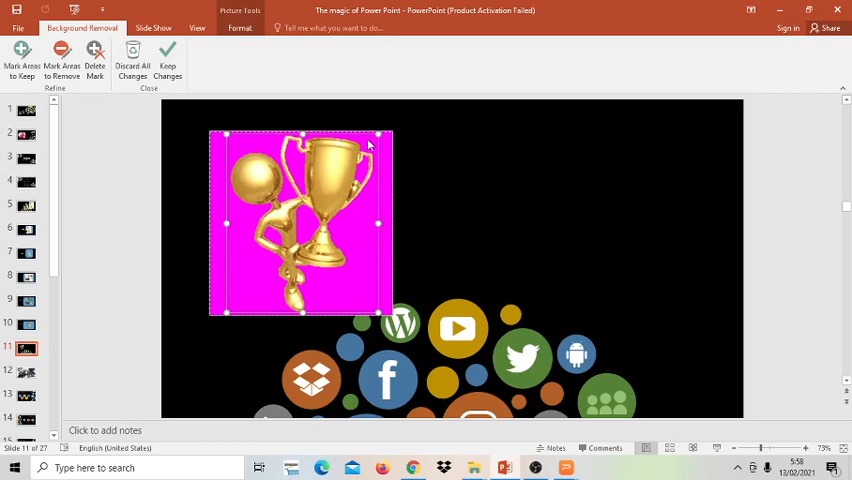 Picture Tools
The magic of Power Point - PowerPoint (Product Activation Failed)
File
Background Removal
Slide Show
View
Format
Tell me what you want to do...
Sign in
Share
Mark Areas to Keep
Mark Areas to Remove
Delete Mark
Discard All Changes
Keep Changes
Refine
Close
1
2
3
4
5
6
7
8
9
10
11
12
13
14
15
f
Click to add notes
Slide 11 of 27
English (United States)
Notes
Comments
73%
Type here to search
5:58
13/02/2021